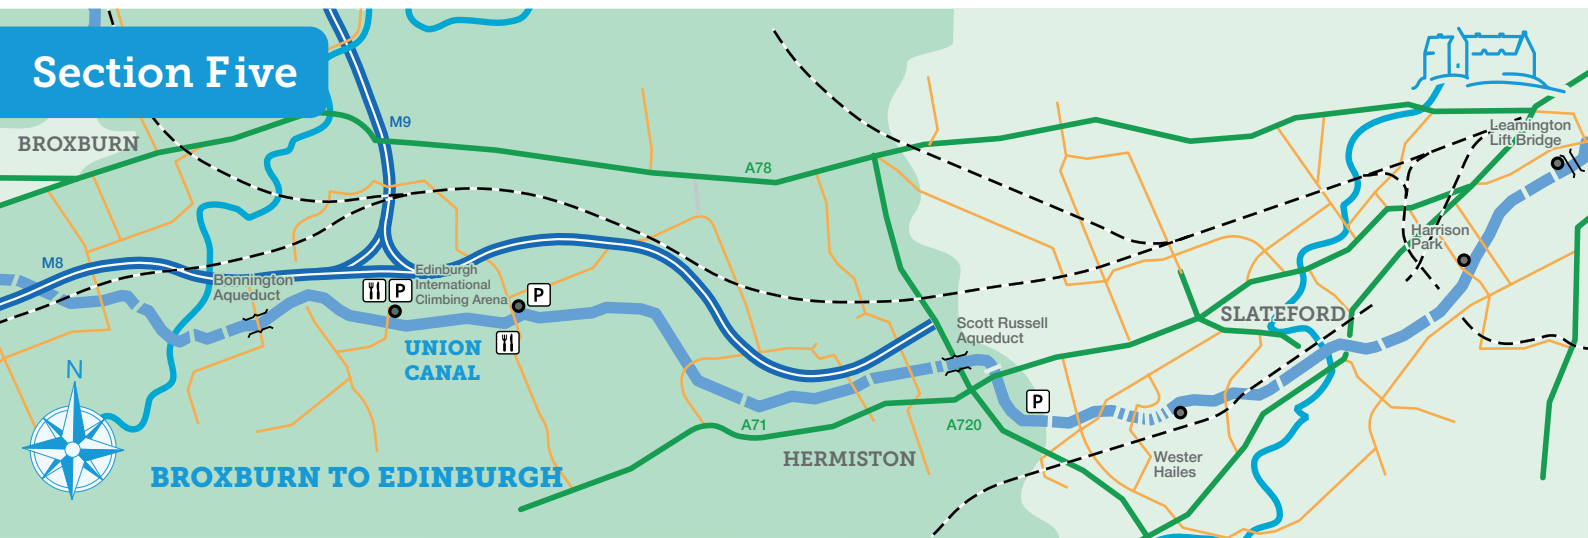 Section Five
BROXBURN
M9
A78
M8
Bonnington
Aqueduct
Edinburgh
International
Climbing Arena
P
P
UNION
CANAL
N
BROXBURN TO EDINBURGH
A71
A720
HERMISTON
Scott Russell
Aqueduct
P
Wester
Hailes
SLATEFORD
Harrison
Park
Leamington
Lift Bridge